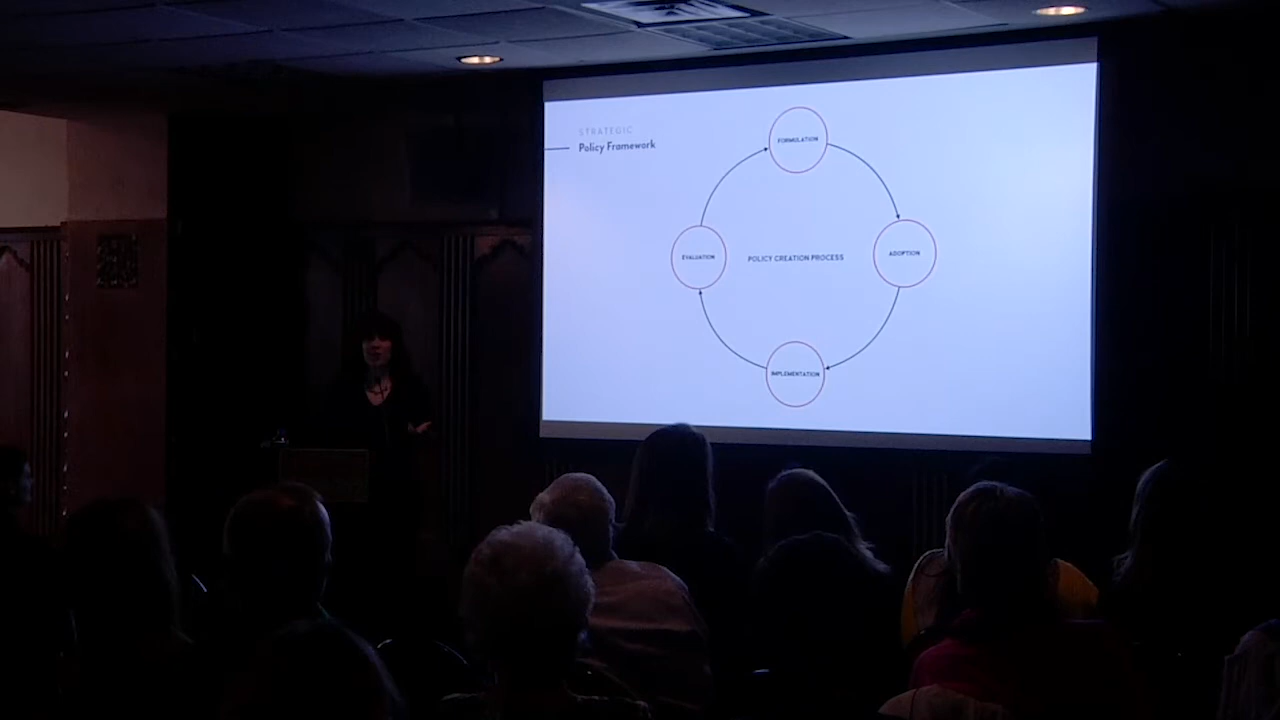 STRATEGIC
Policy Framework
FORMULATION
EVALUATION
POLICY CREATION PROCESS
ADOPTION
IMPLEMENTATION